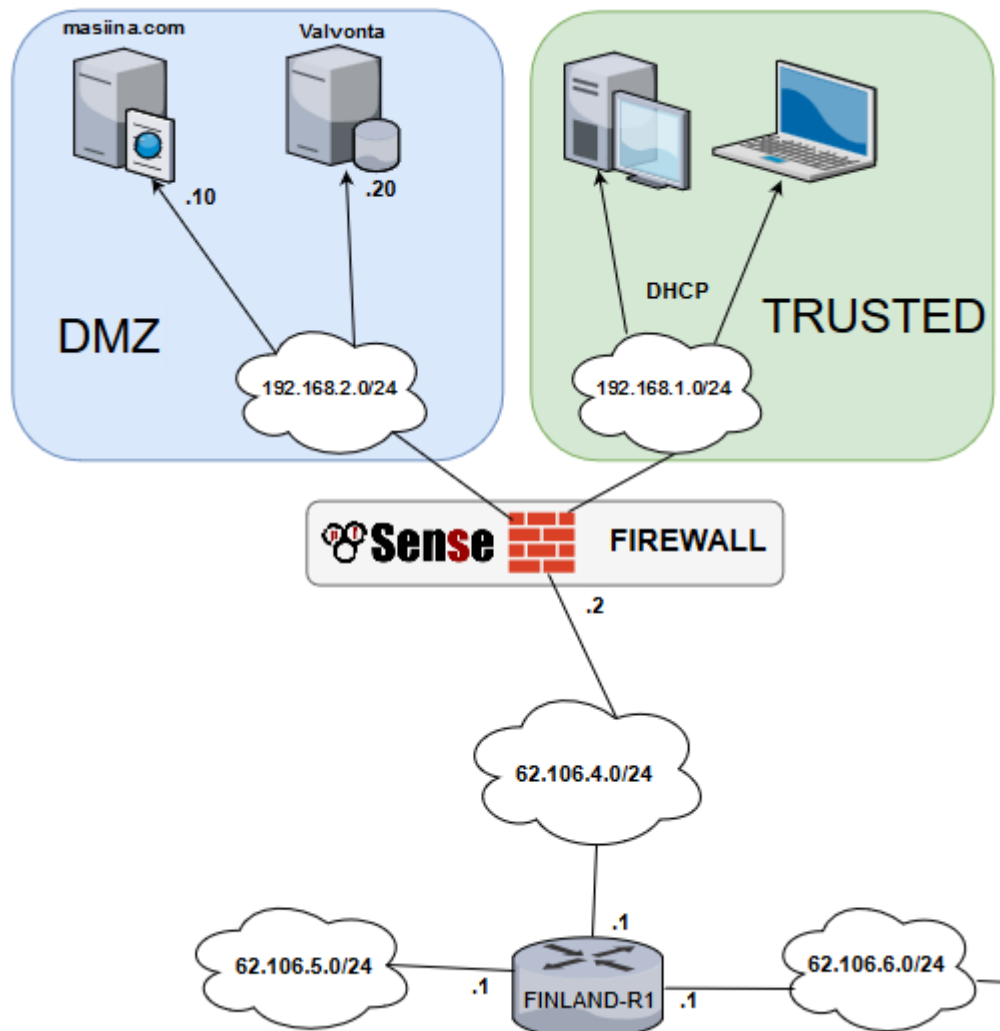 masiina.com
Valvonta
.10
.20
DHCP
DMZ
TRUSTED
192.168.2.0/24
192.168.1.0/24
pf Sense
FIREWALL
.2
62.106.4.0/24
.1
62.106.5.0/24
62.106.6.0/24
.1
FINLAND-R1
.1